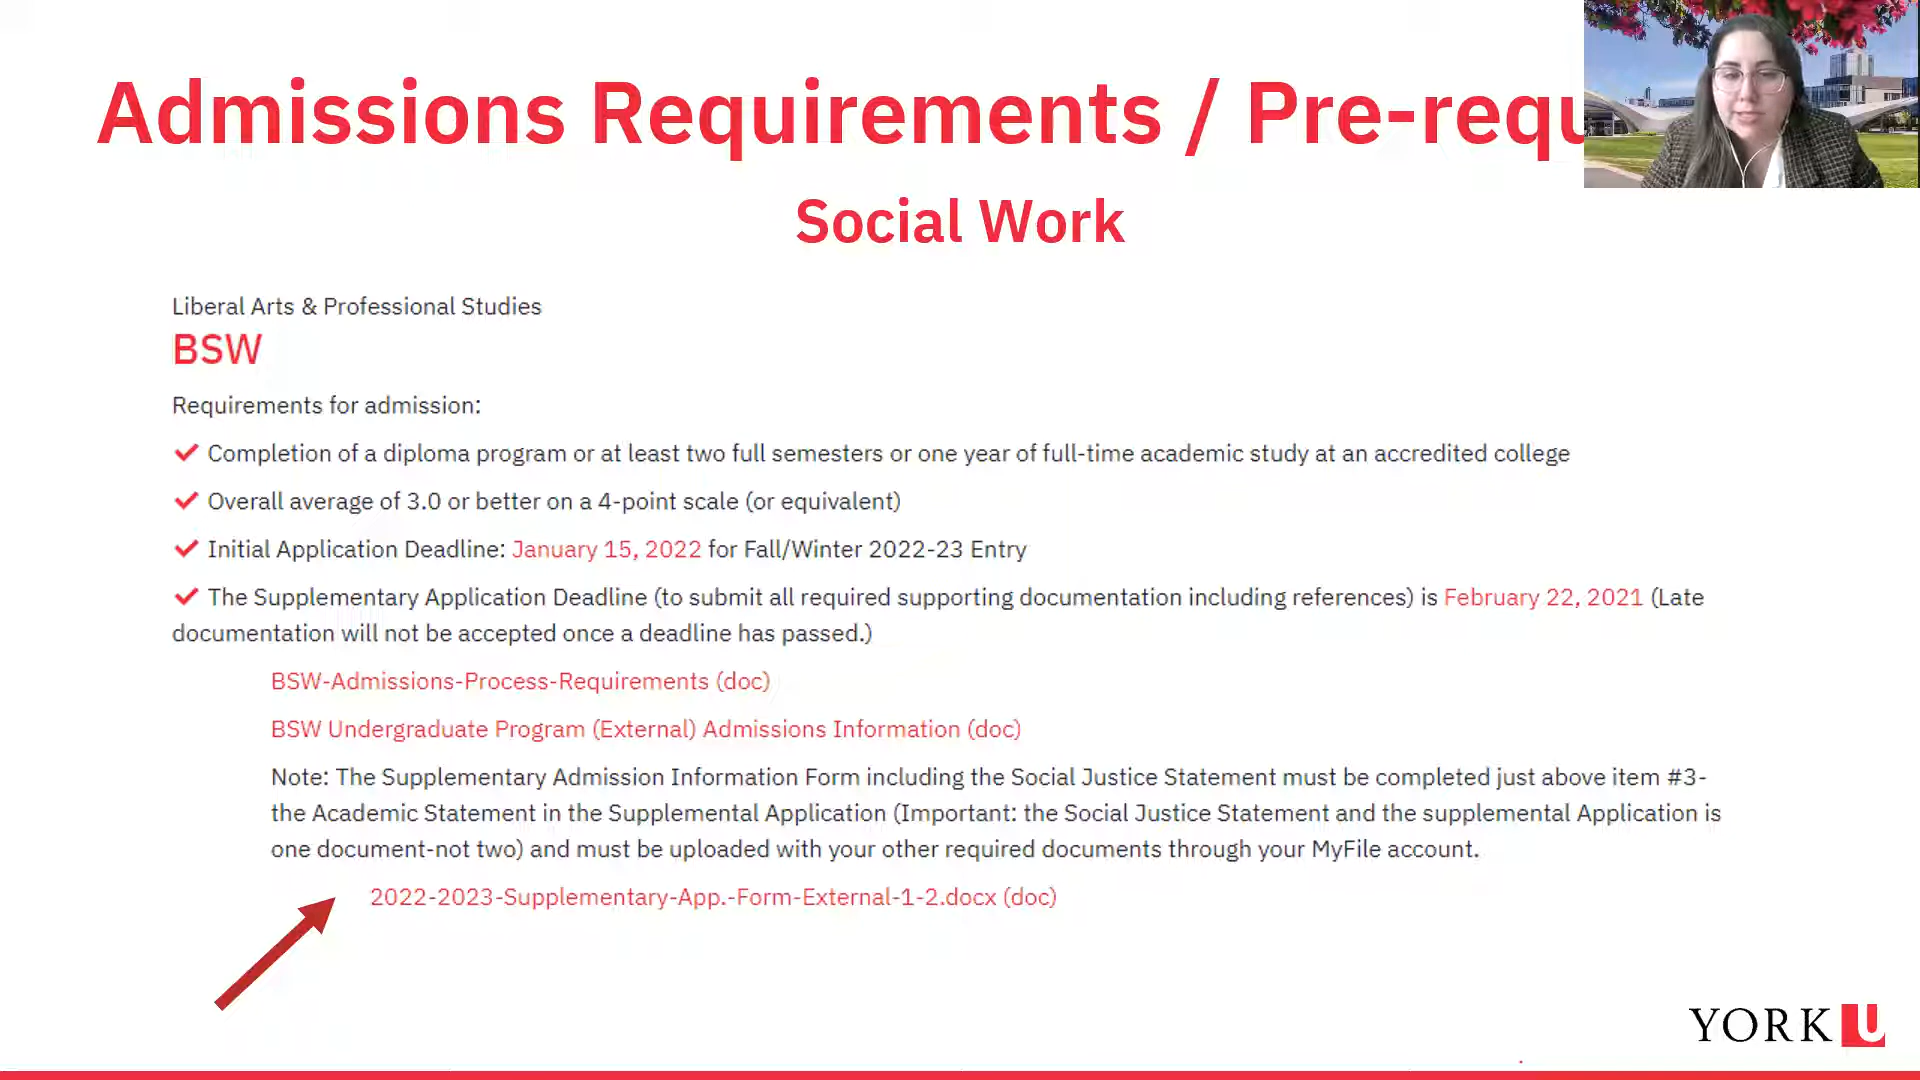 Admissions Requirements / Pre-requ
Social Work
Liberal Arts & Professional Studies
BSW
Requirements for admission:
Completion of a diploma program or at least two full semesters or one year of full-time academic study at an accredited college
Overall average of 3.0 or better on a 4-point scale (or equivalent)
Initial Application Deadline: January 15, 2022 for Fall/Winter 2022-23 Entry
The Supplementary Application Deadline (to submit all required supporting documentation including references) is February 22, 2021 (Late
documentation will not be accepted once a deadline has passed.)
BSW-Admissions-Process-Requirements (doc)
BSW Undergraduate Program (External) Admissions Information (doc)
Note: The Supplementary Admission Information Form including the Social Justice Statement must be completed just above item #3-
the Academic Statement in the Supplemental Application (Important: the Social Justice Statement and the supplemental Application is
one document-not two) and must be uploaded with your other required documents through your MyFile account.
2022-2023-Supplementary-App.-Form-External-1-2.docx (doc)
YORK U